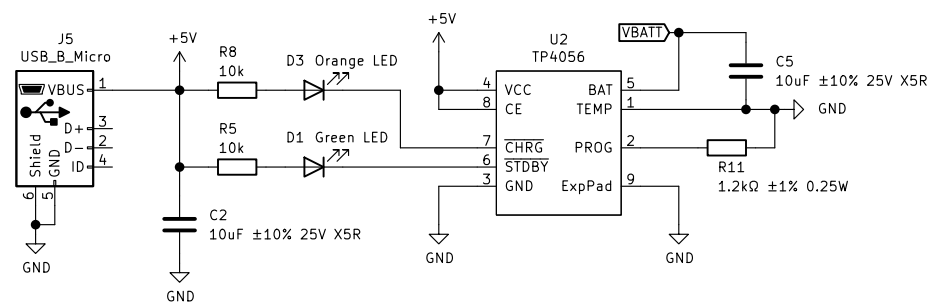 J5
USB_B_Micro
VBUS 1
D+ 3
D- 2
ID 4
Shield
GND
6
5
GND
+5V
R8
10k
D3 Orange LED
R5
10k
D1 Green LED
C2
10uF ±10% 25V X5R
GND
+5V
U2
TP4056
4 VCC
8 CE
7 CHRG
6 STDBY
3 GND
BAT 5
TEMP 1
PROG 2
ExpPad 9
GND
GND
VBATT
C5
10uF ±10% 25V X5R
GND
R11
1.2kΩ ±1% 0.25W